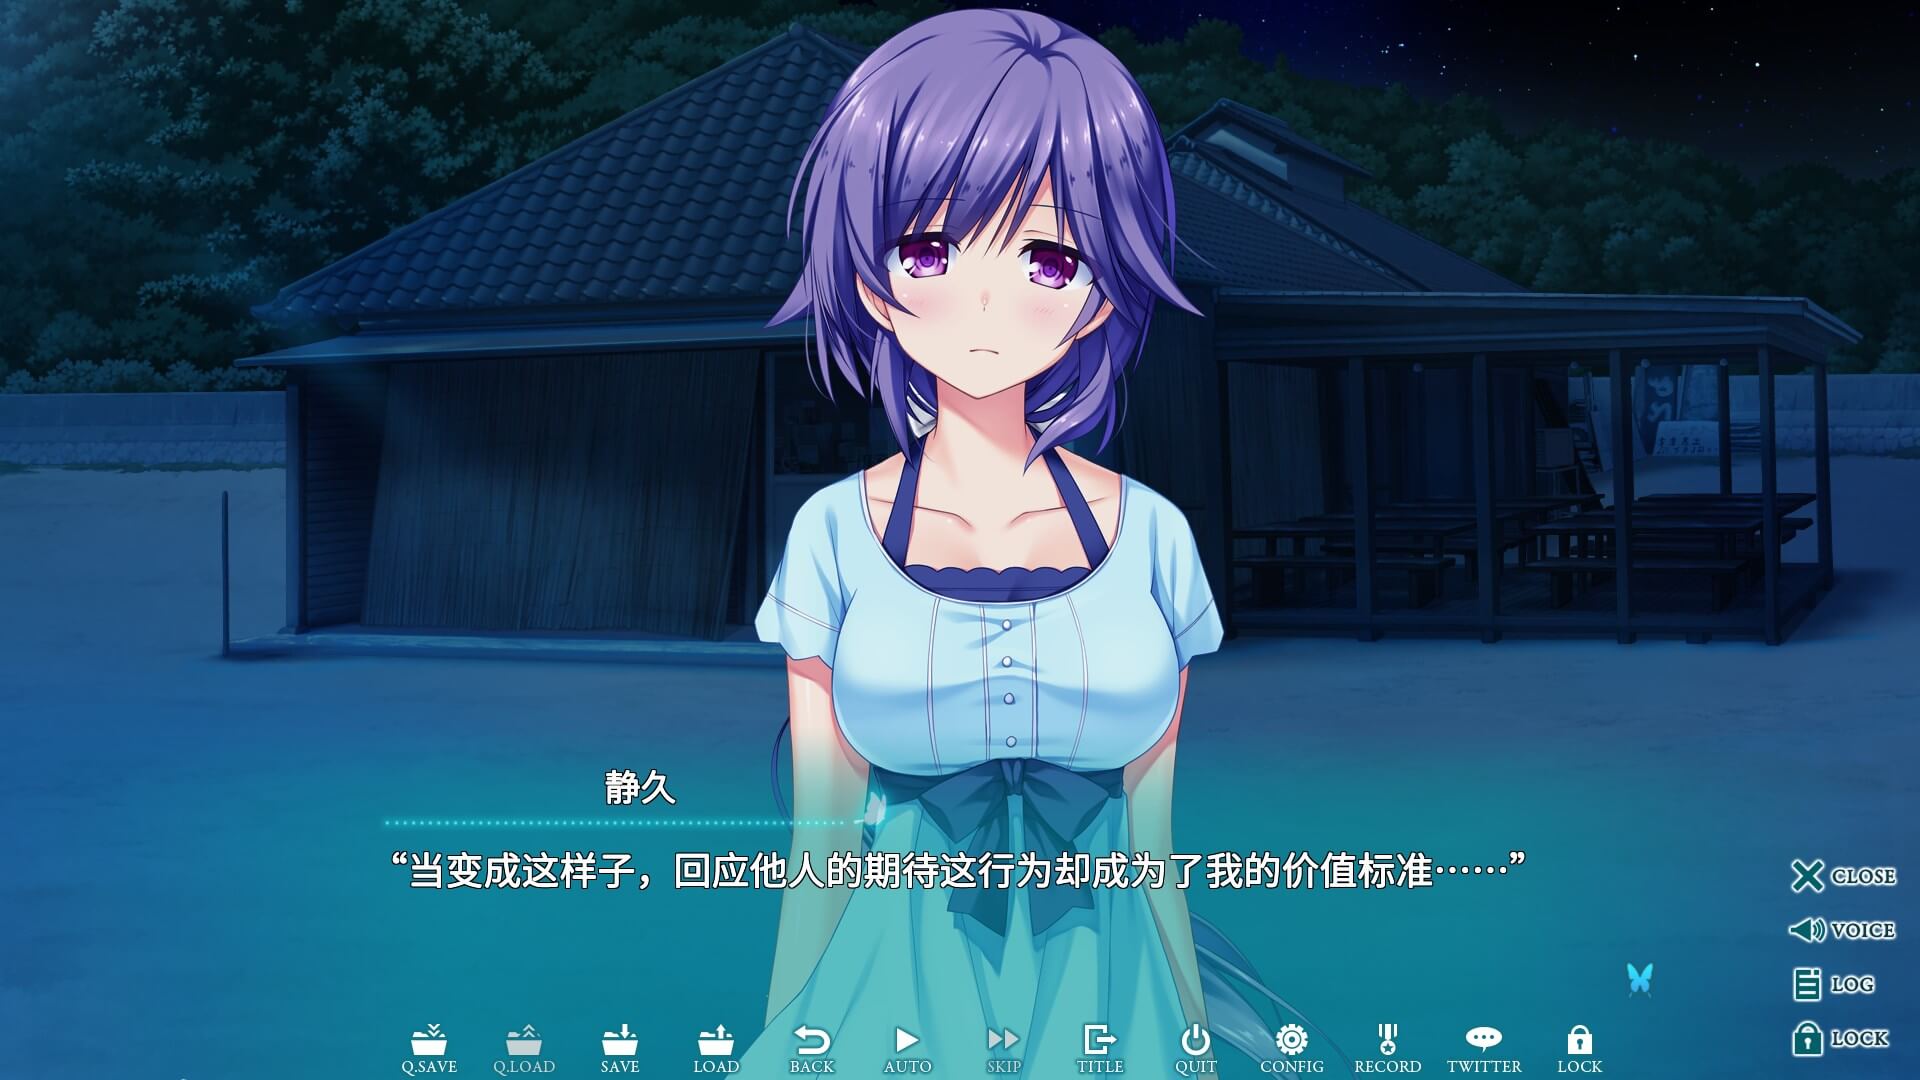 静久
“当变成这样子，回应他人的期待这行为却成为了我的价值标准……”
CLOSE
VOICE
LOG
LOCK
Q.SAVE
Q.LOAD
SAVE
LOAD
BACK
AUTO
SKIP
TITLE
QUIT
CONFIG
RECORD
TWITTER
LOCK